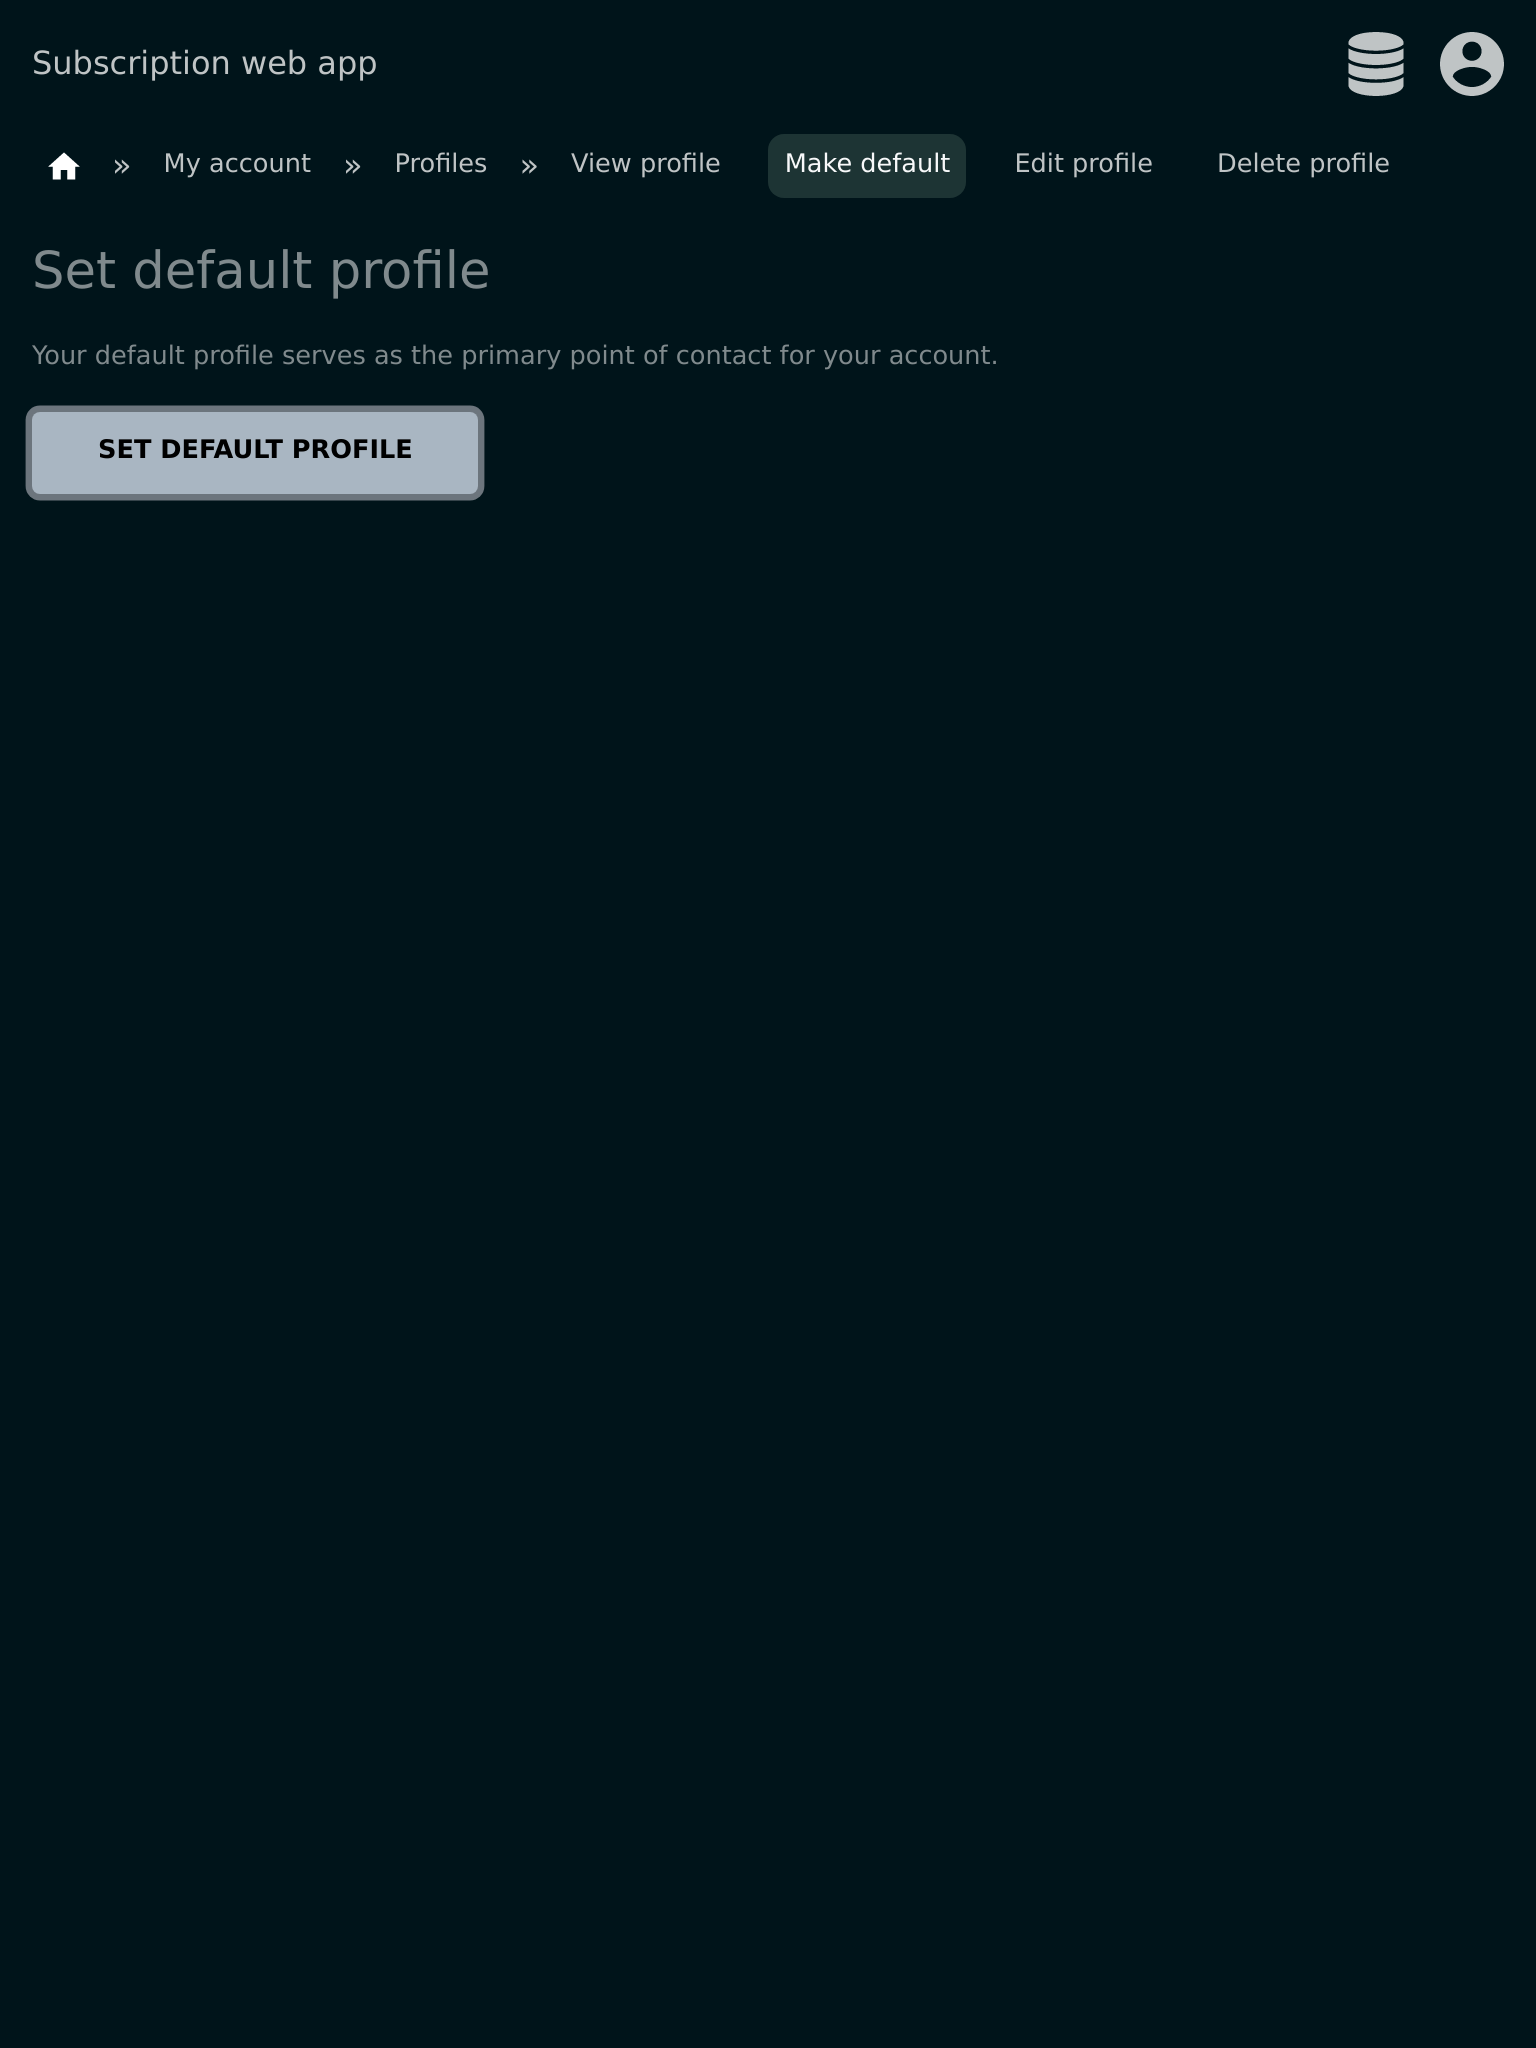 Subscription web app
» My account » Profiles » View profile Make default Edit profile Delete profile
Set default profile
Your default profile serves as the primary point of contact for your account.
SET DEFAULT PROFILE